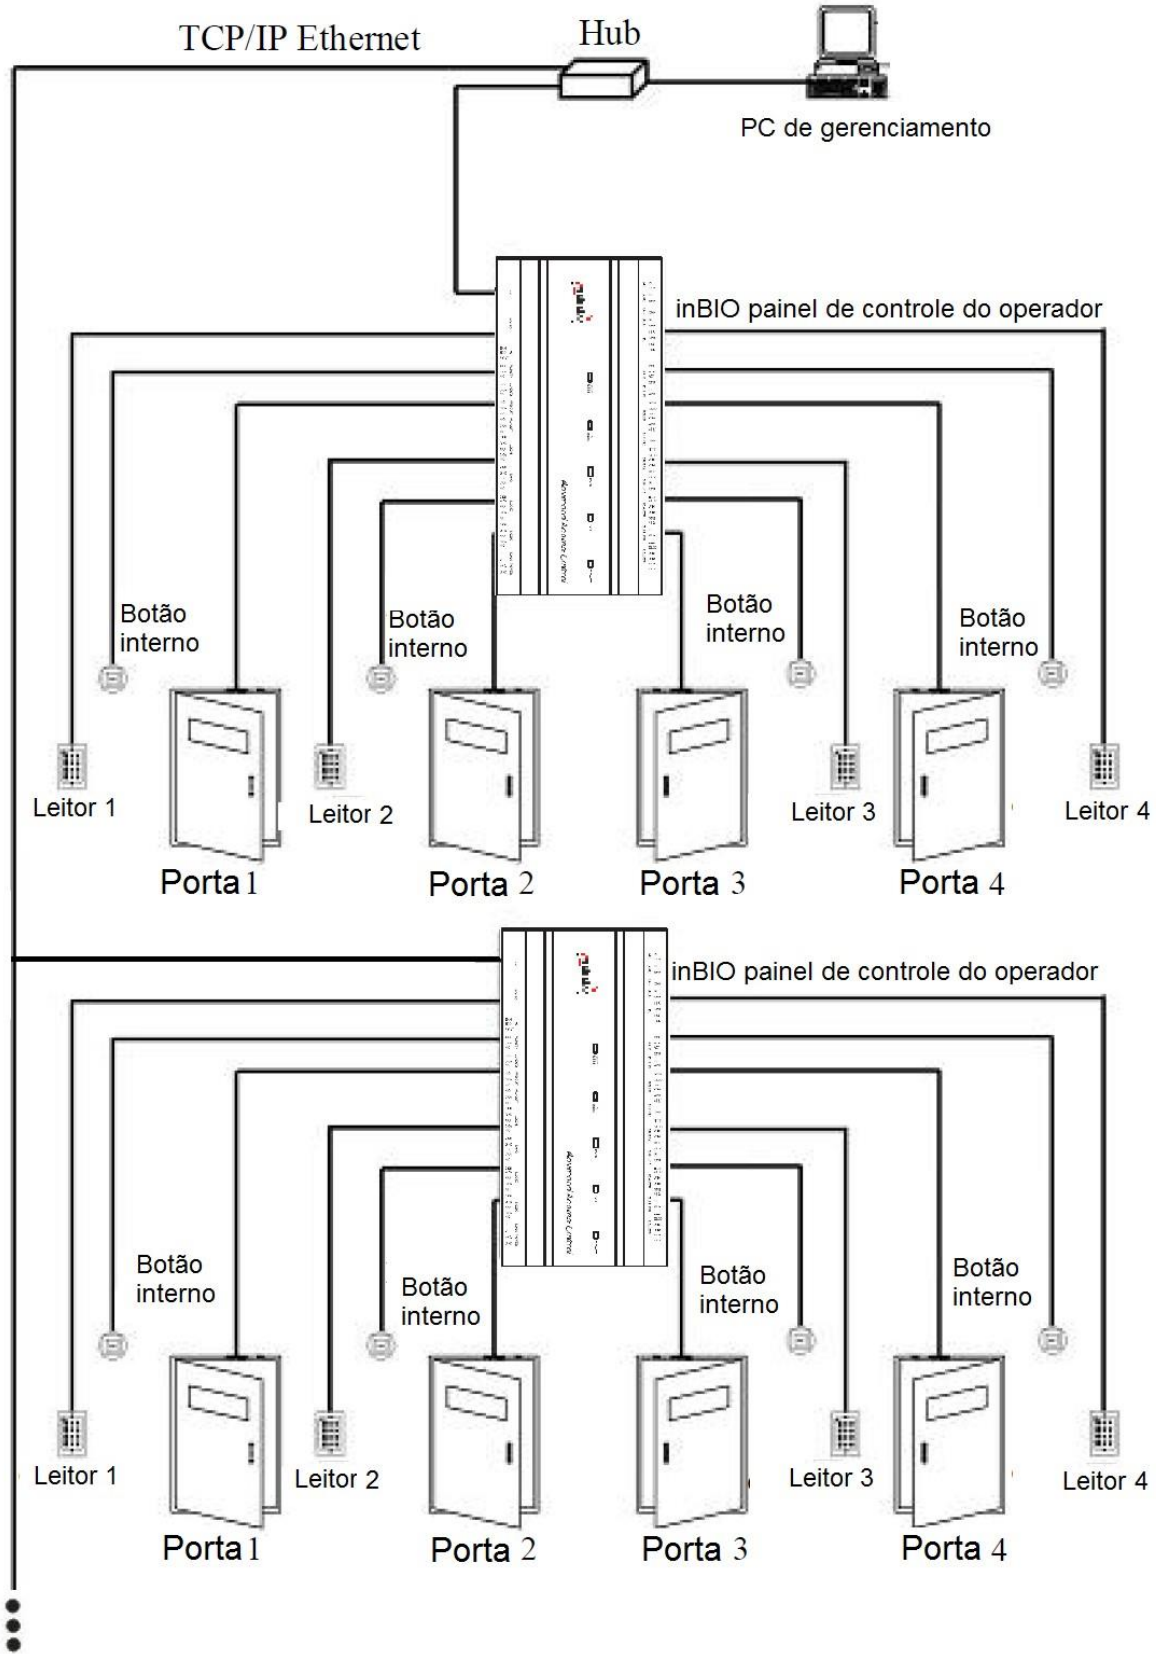 TCP/IP Ethernet
Hub
PC de gerenciamento
inBIO painel de controle do operador
Botão
interno
Botão
interno
Botão
interno
Botão
interno
Leitor 1
Leitor 2
Leitor 3
Leitor 4
Porta 1
Porta 2
Porta 3
Porta 4
inBIO painel de controle do operador
Botão
interno
Botão
interno
Botão
interno
Botão
interno
Leitor 1
Leitor 2
Leitor 3
Leitor 4
Porta 1
Porta 2
Porta 3
Porta 4